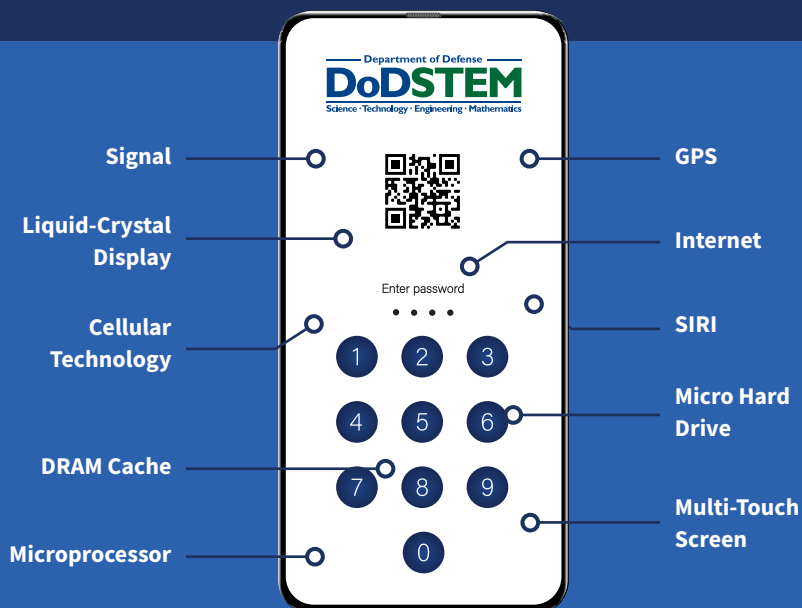 Department of Defense
DoDSTEM
Science · Technology · Engineering · Mathematics
Signal
GPS
Liquid-Crystal
Display
Internet
Enter password
Cellular
Technology
SIRI
1 2 3
Micro Hard
Drive
4 5 6
DRAM Cache
7 8 9
Multi-Touch
Screen
Microprocessor
0